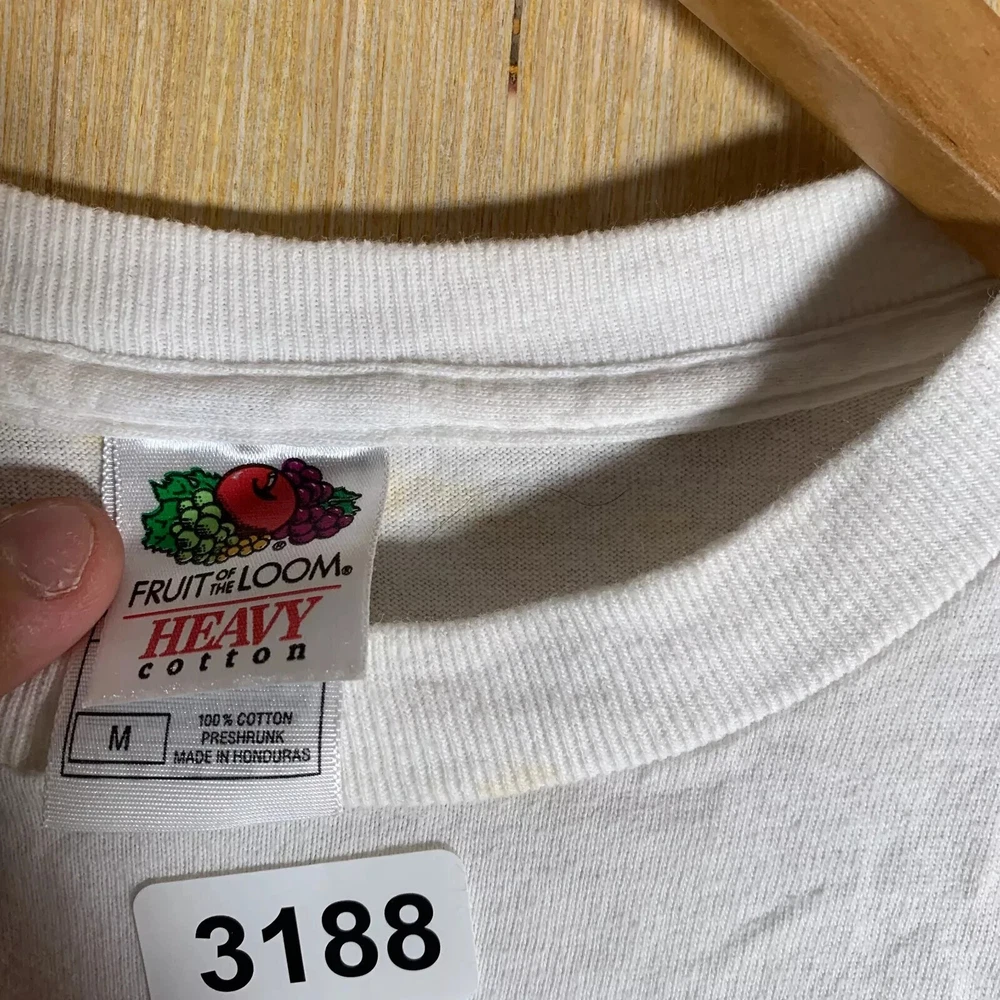 FRUIT OF THE LOOM®
HEAVY
cotton
M
100% COTTON
PRESHRUNK
MADE IN HONDURAS
3188